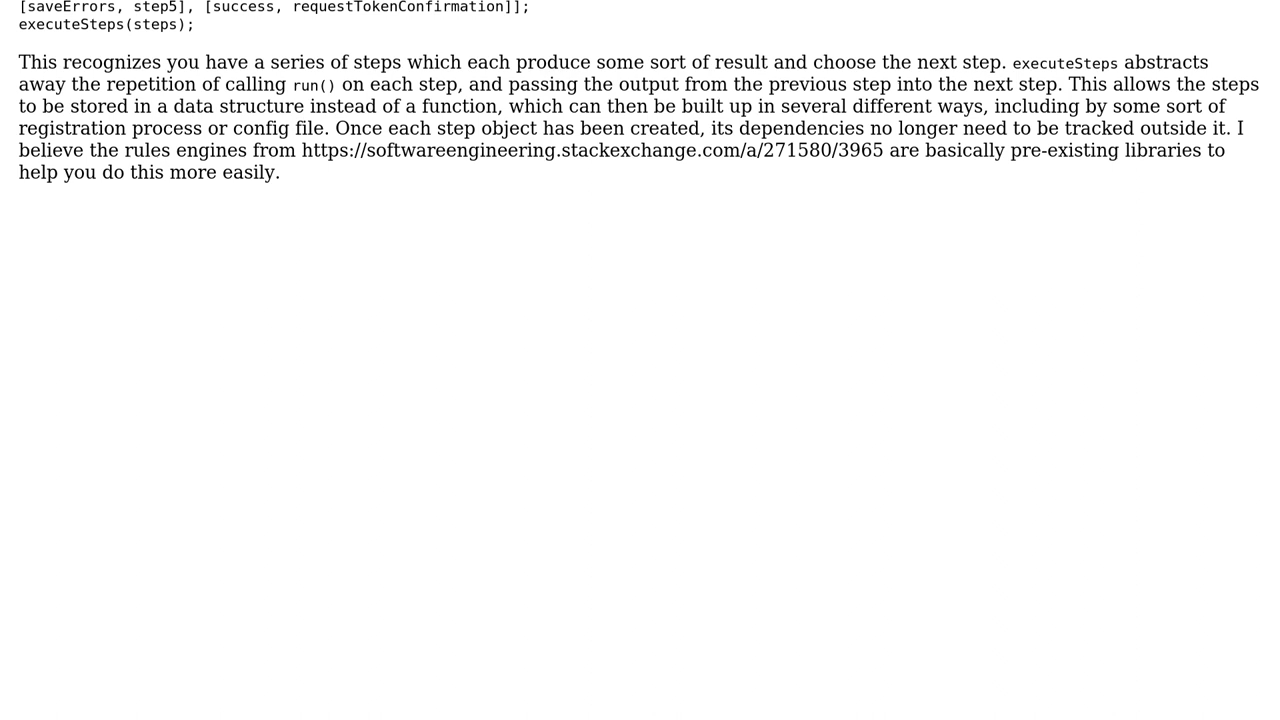 [saveErrors, step5], [success, requestTokenConfirmation]];
executeSteps(steps);
This recognizes you have a series of steps which each produce some sort of result and choose the next step. executeSteps abstracts
away the repetition of calling run() on each step, and passing the output from the previous step into the next step. This allows the steps
to be stored in a data structure instead of a function, which can then be built up in several different ways, including by some sort of
registration process or config file. Once each step object has been created, its dependencies no longer need to be tracked outside it. I
believe the rules engines from https://softwareengineering.stackexchange.com/a/271580/3965 are basically pre-existing libraries to
help you do this more easily.